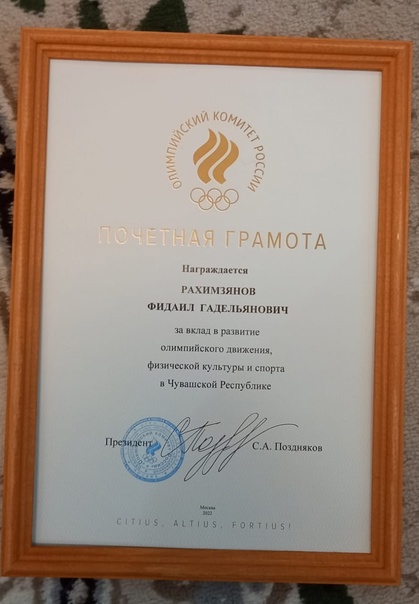 ОЛИМПИЙСКИЙ КОМИТЕТ РОССИИ
ПОЧЕТНАЯ ГРАМОТА
Награждается
РАХИМЗЯНОВ
ФИДАИЛ ГАДЕЛЬЯНОВИЧ
за вклад в развитие
олимпийского движения,
физической культуры и спорта
в Чувашской Республике
Президент С.А. Поздняков
Москва
2022
CITIUS, ALTIUS, FORTIUS!